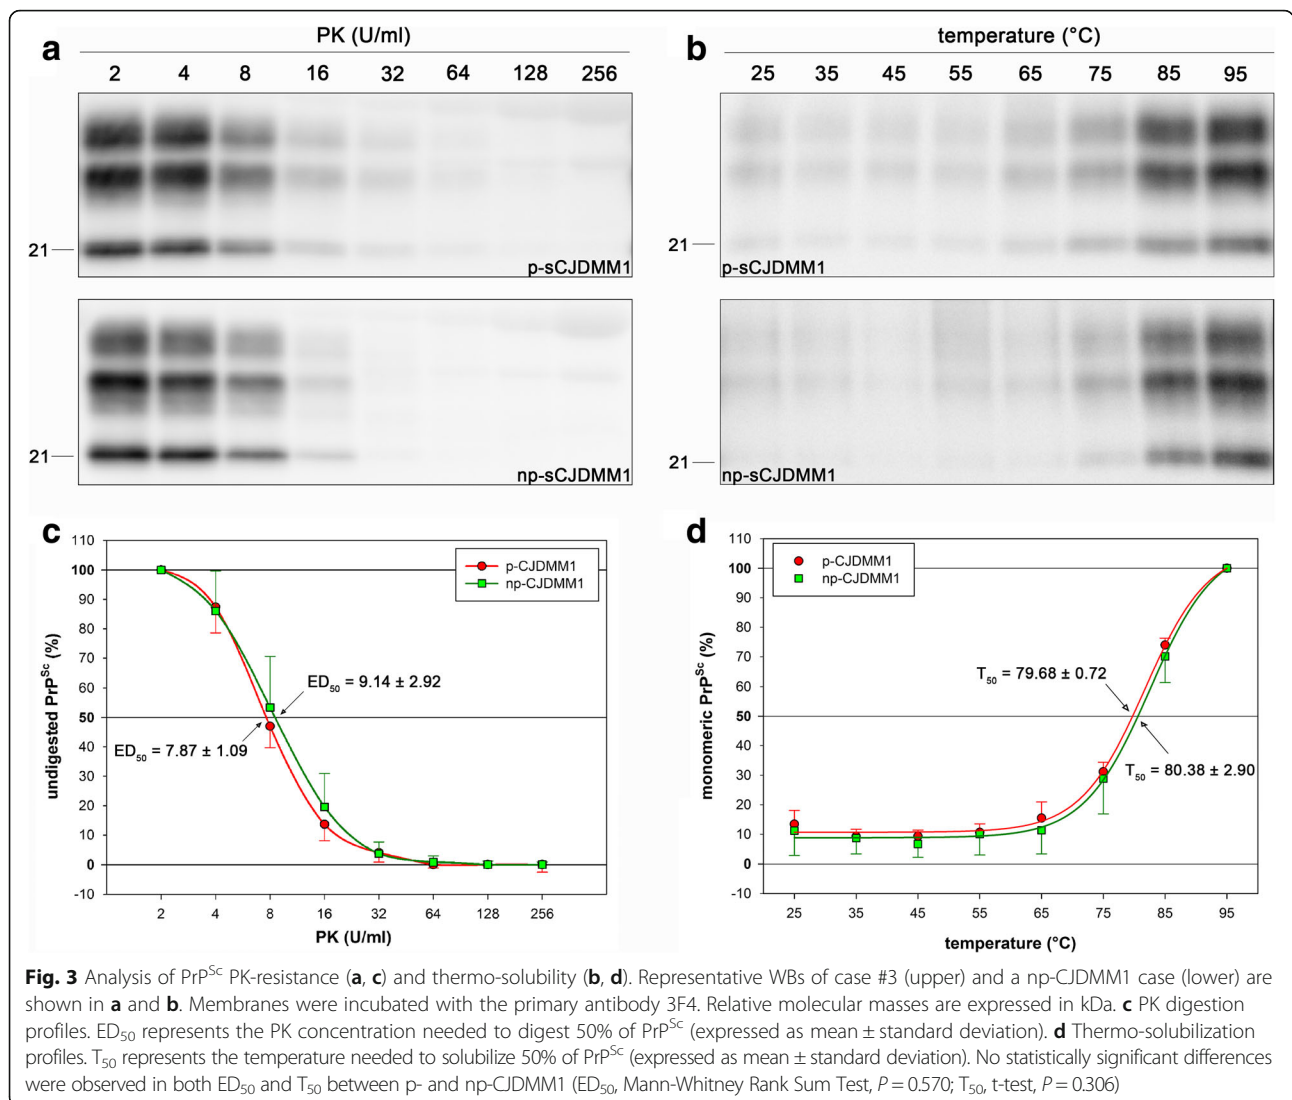 a
PK (U/ml)
2 4 8 16 32 64 128 256
21
p-sCJDMM1
21
np-sCJDMM1
b
temperature (°C)
25 35 45 55 65 75 85 95
21
p-sCJDMM1
21
np-sCJDMM1
c
110
100
90
80
70
60
50
40
30
20
10
0
-10
undigested PrP^Sc (%)
p-CJDMM1
np-CJDMM1
ED50 = 9.14 ± 2.92
ED50 = 7.87 ± 1.09
2 4 8 16 32 64 128 256
PK (U/ml)
d
110
100
90
80
70
60
50
40
30
20
10
0
-10
monomeric PrP^Sc (%)
p-CJDMM1
np-CJDMM1
T50 = 79.68 ± 0.72
T50 = 80.38 ± 2.90
25 35 45 55 65 75 85 95
temperature (°C)
Fig. 3 Analysis of PrP^Sc PK-resistance (a, c) and thermo-solubility (b, d). Representative WBs of case #3 (upper) and a np-CJDMM1 case (lower) are
shown in a and b. Membranes were incubated with the primary antibody 3F4. Relative molecular masses are expressed in kDa. c PK digestion
profiles. ED50 represents the PK concentration needed to digest 50% of PrP^Sc (expressed as mean ± standard deviation). d Thermo-solubilization
profiles. T50 represents the temperature needed to solubilize 50% of PrP^Sc (expressed as mean ± standard deviation). No statistically significant differences
were observed in both ED50 and T50 between p- and np-CJDMM1 (ED50, Mann-Whitney Rank Sum Test, P = 0.570; T50, t-test, P = 0.306)